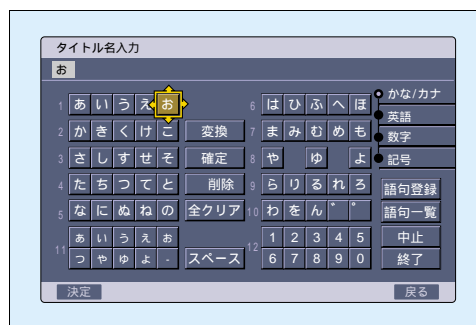 タイトル名入力
お
1 あ い う え お 6 は ひ ふ へ ほ かな/カナ
英語
2 か き く け こ 変換 7 ま み む め も 数字
3 さ し す せ そ 確定 8 や ゆ よ 記号
4 た ち つ て と 削除 9 ら り る れ ろ 語句登録
5 な に ぬ ね の 全クリア 10 わ を ん ゛ ゜ 語句一覧
11 ぁ ぃ ぅ ぇ ぉ 12 1 2 3 4 5 中止
っ ゃ ゅ ょ - スペース 6 7 8 9 0 終了
決定 戻る